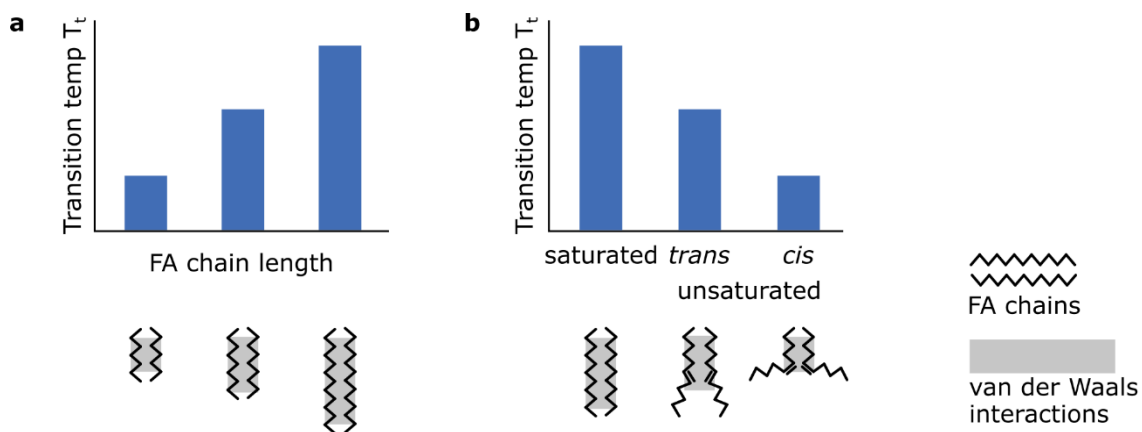 a
Transition temp Tt
FA chain length
b
Transition temp Tt
saturated trans cis
unsaturated
FA chains
van der Waals
interactions